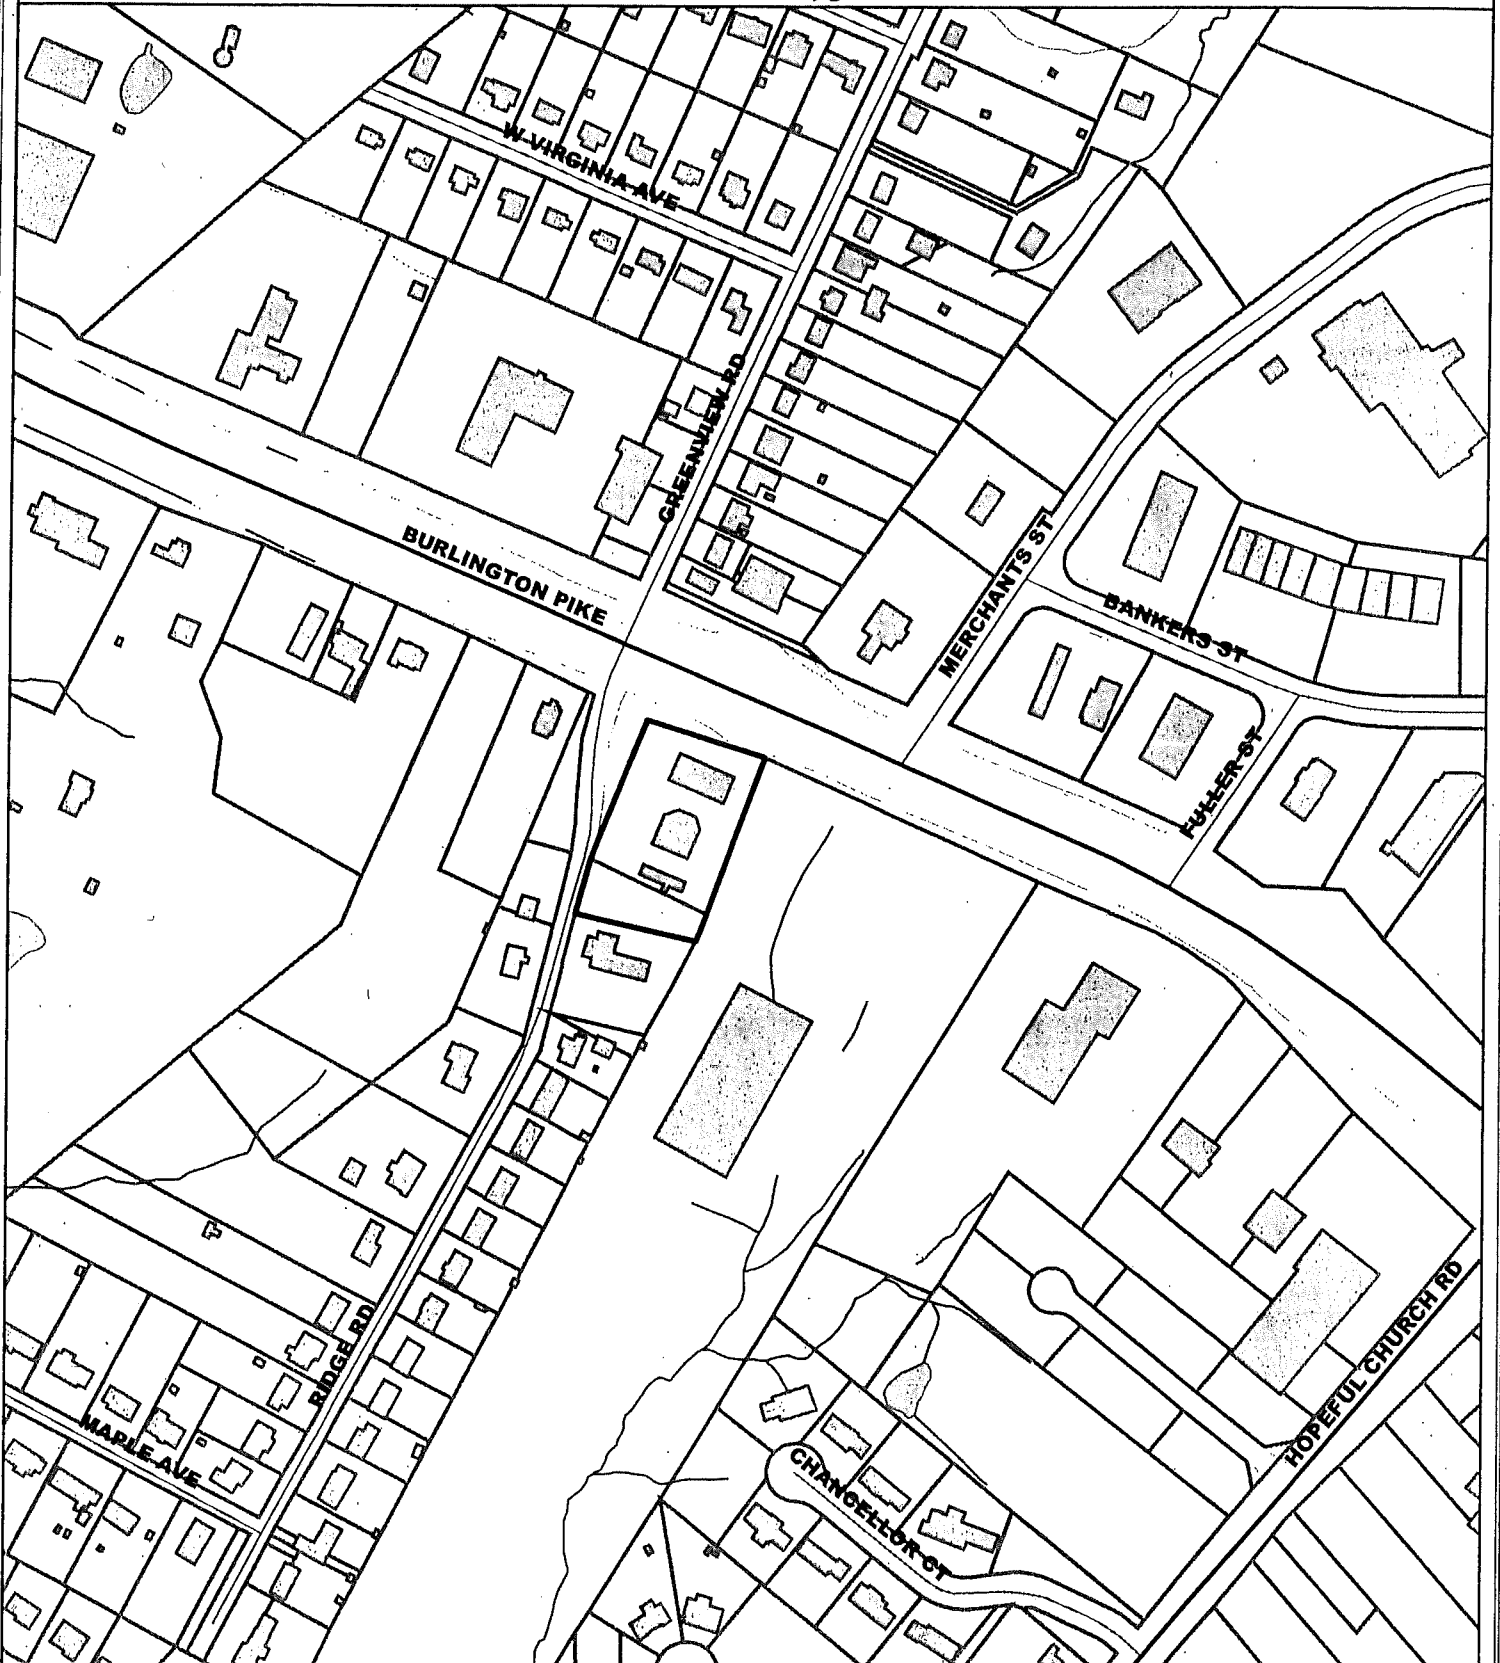 W VIRGINIA AVE
GREENVIEW RD
BURLINGTON PIKE
MERCHANTS ST
BANKERS ST
FULLER ST
RIDGE RD
HOPEFUL CHURCH RD
MAPLE AVE
CHANCELLOR CT